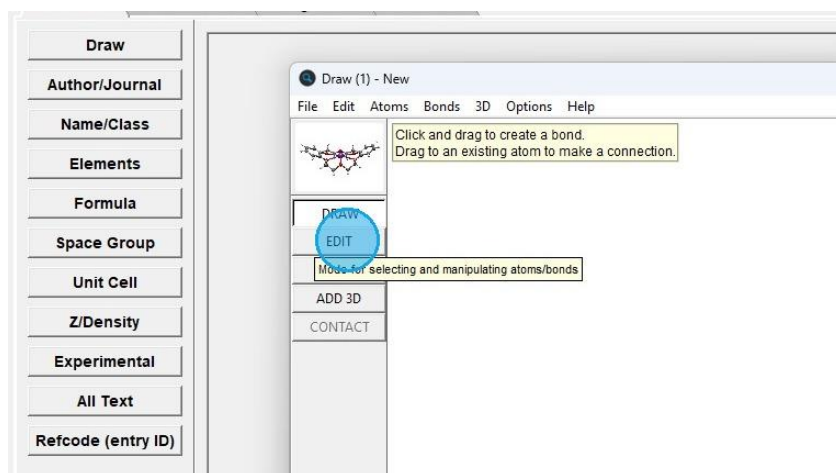 Draw
Author/Journal
Name/Class
Elements
Formula
Space Group
Unit Cell
Z/Density
Experimental
All Text
Refcode (entry ID)
Draw (1) - New
File Edit Atoms Bonds 3D Options Help
Click and drag to create a bond.
Drag to an existing atom to make a connection.
DRAW
EDIT
Mode for selecting and manipulating atoms/bonds
ADD 3D
CONTACT